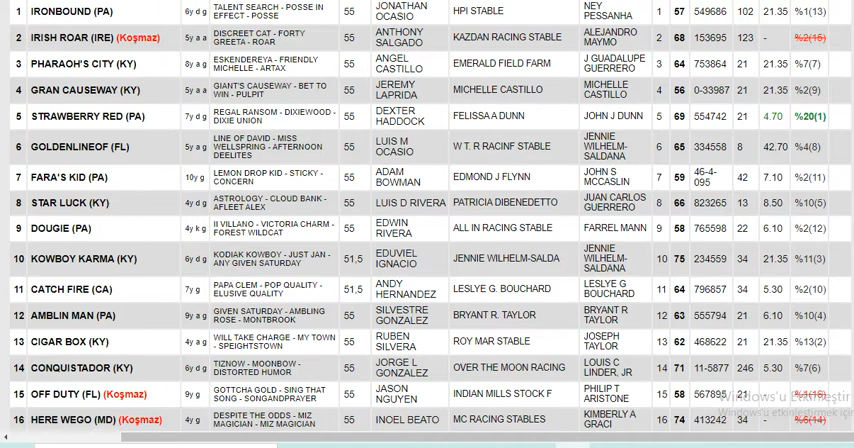 1 IRONBOUND (PA) 6y d g TALENT SEARCH - POSSE IN EFFECT - POSSE 55 JONATHAN OCASIO HPI STABLE NEY PESSANHA 1 57 549686 102 21.35 %1(13)
2 IRISH ROAR (IRE) (Koşmaz) 5y a a DISCREET CAT - FORTY GREETA - ROAR 55 ANTHONY SALGADO KAZDAN RACING STABLE ALEJANDRO MAYMO 2 68 153695 123 - %2(15)
3 PHARAOH'S CITY (KY) 8y a g ESKENDEREYA - FRIENDLY MICHELLE - ARTAX 55 ANGEL CASTILLO EMERALD FIELD FARM J GUADALUPE GUERRERO 3 64 753864 21 21.35 %7(7)
4 GRAN CAUSEWAY (KY) 5y a a GIANT'S CAUSEWAY - BET TO WIN - PULPIT 55 JEREMY LAPRIDA MICHELLE CASTILLO MICHELLE CASTILLO 4 56 0-33987 21 21.35 %2(9)
5 STRAWBERRY RED (PA) 7y d g REGAL RANSOM - DIXIEWOOD - DIXIE UNION 55 DEXTER HADDOCK FELISSA A DUNN JOHN J DUNN 5 69 554742 21 4.70 %20(1)
6 GOLDENLINEOF (FL) 5y a g LINE OF DAVID - MISS WELLSPRING - AFTERNOON DEELITES 55 LUIS M OCASIO W T. R RACINF STABLE JENNIE WILHELM-SALDANA 6 65 334558 8 42.70 %4(8)
7 FARA'S KID (PA) 10y g LEMON DROP KID - STICKY - CONCERN 55 ADAM BOWMAN EDMOND J FLYNN JOHN S MCCASLIN 7 59 46-4-095 42 7.10 %2(11)
8 STAR LUCK (KY) 4y d g ASTROLOGY - CLOUD BANK - AFLEET ALEX 55 LUIS D RIVERA PATRICIA DIBENEDETTO JUAN CARLOS GUERRERO 8 66 823265 13 8.50 %10(5)
9 DOUGIE (PA) 4y k g II VILLANO - VICTORIA CHARM - FOREST WILDCAT 55 EDWIN RIVERA ALL IN RACING STABLE FARREL MANN 9 58 765598 22 6.10 %2(12)
10 KOWBOY KARMA (KY) 6y d g KODIAK KOWBOY - JUST JAN - ANY GIVEN SATURDAY 51,5 EDUVIEL IGNACIO JENNIE WILHELM-SALDA JENNIE WILHELM-SALDANA 10 75 234659 34 21.35 %11(3)
11 CATCH FIRE (CA) 7y g PAPA CLEM - POP QUALITY - ELUSIVE QUALITY 51,5 ANDY HERNANDEZ LESLYE G. BOUCHARD LESLYE G BOUCHARD 11 64 796857 34 5.30 %2(10)
12 AMBLIN MAN (PA) 9y a g GIVEN SATURDAY - AMBLING ROSE - MONTBROOK 55 SILVESTRE GONZALEZ BRYANT R. TAYLOR BRYANT R TAYLOR 12 63 555794 21 6.10 %10(4)
13 CIGAR BOX (KY) 4y a g WILL TAKE CHARGE - MY TOWN - SPEIGHTSTOWN 55 RUBEN SILVERA ROY MAR STABLE JOSEPH TAYLOR 13 62 468622 21 21.35 %13(2)
14 CONQUISTADOR (KY) 6y d g TIZNOW - MOONBOW - DISTORTED HUMOR 55 JORGE L GONZALEZ OVER THE MOON RACING LOUIS C LINDER, JR 14 71 11-5877 246 5.30 %7(6)
15 OFF DUTY (FL) (Koşmaz) 9y g GOTTCHA GOLD - SING THAT SONG - SONGANDPRAYER 55 JASON NGUYEN INDIAN MILLS STOCK F PHILIP T ARISTONE 15 58 567895 21 - %1(16)
Windows'u Etkinleştir
16 HERE WEGO (MD) (Koşmaz) 4y g DESPITE THE ODDS - MIZ MAGICIAN - MIZ MAGICIAN 55 INOEL BEATO MC RACING STABLES KIMBERLY A GRACI 16 74 413242 34 - %6(14)
Windows'u etkinleştirmek için